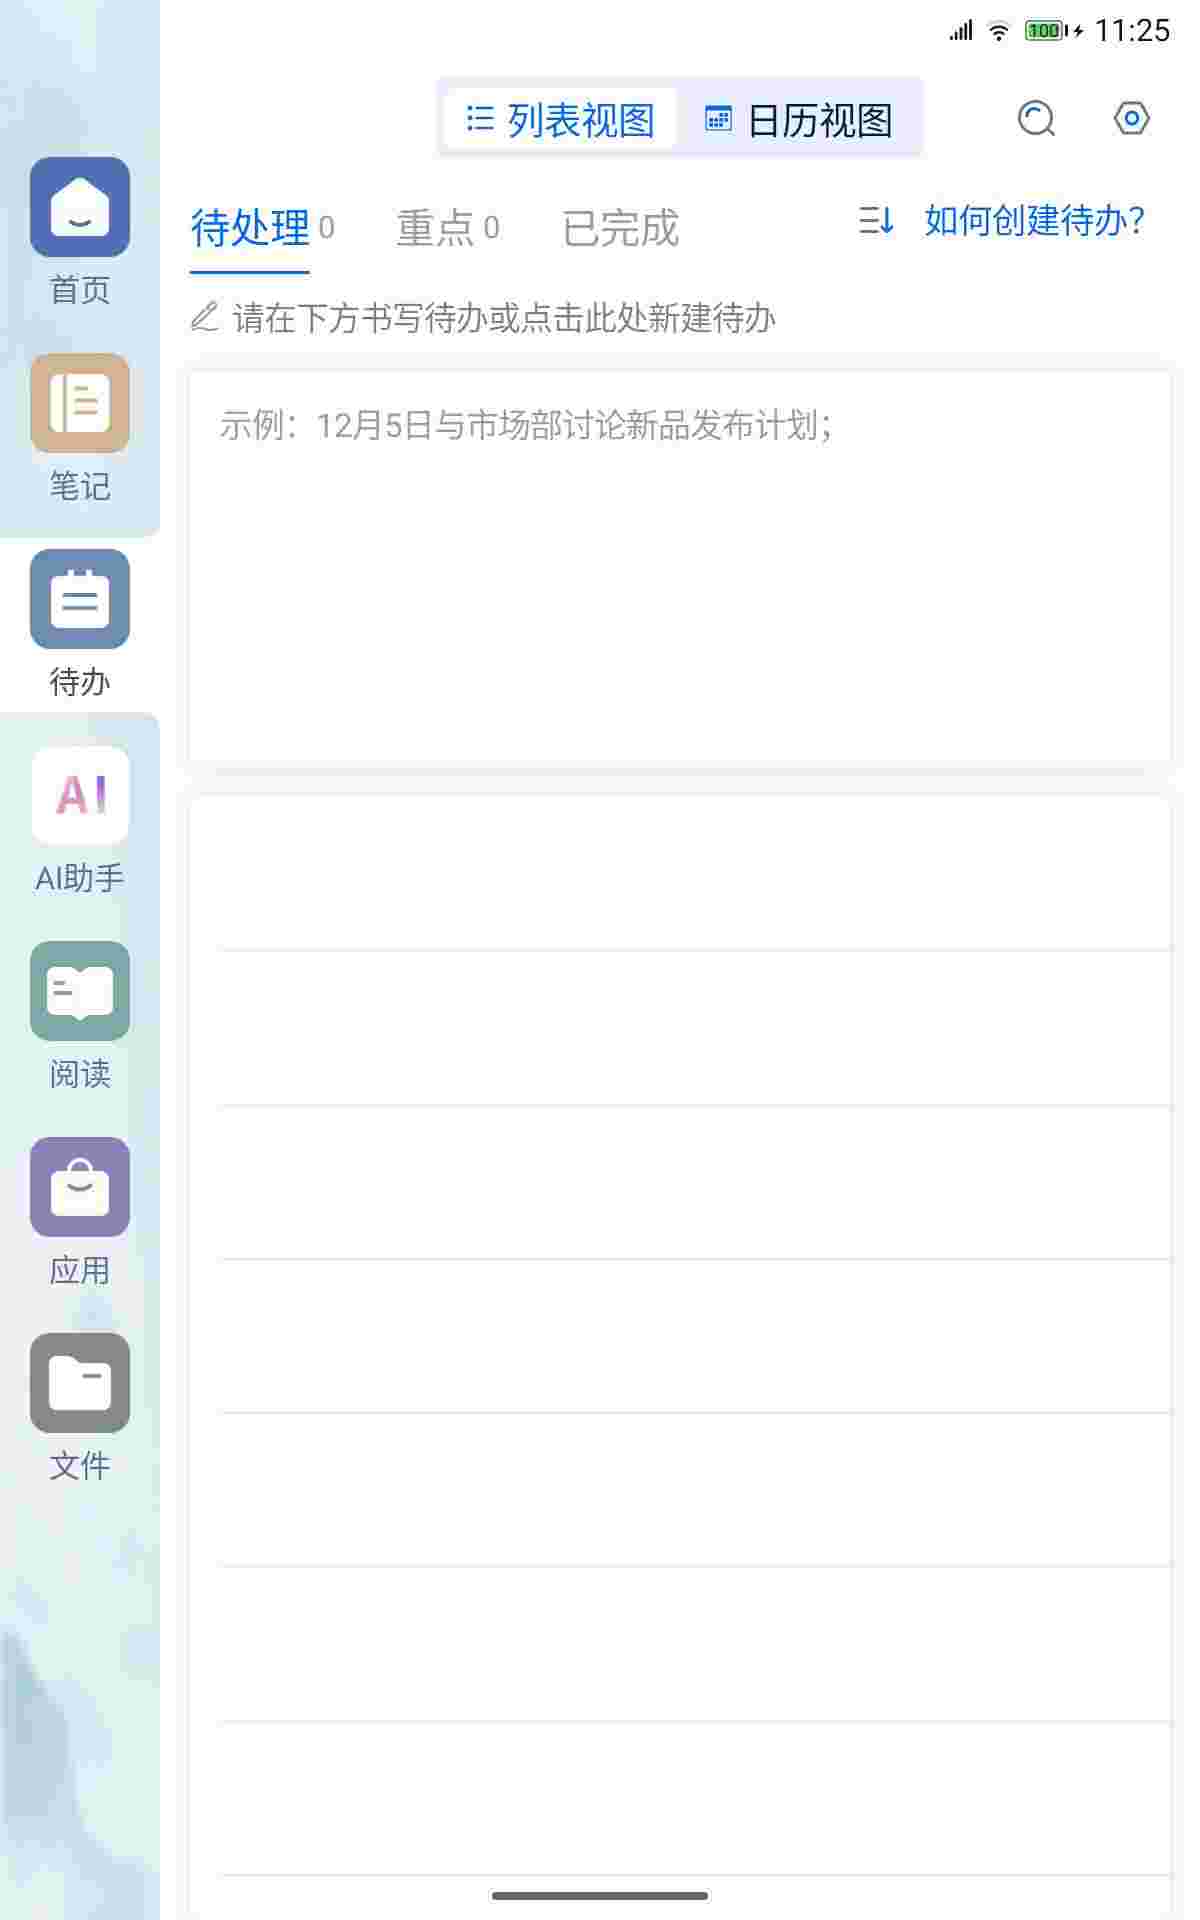 100 11:25
列表视图 日历视图
待处理 0 重点 0 已完成 如何创建待办?
请在下方书写待办或点击此处新建待办
示例：12月5日与市场部讨论新品发布计划；
首页
笔记
待办
AI
AI助手
阅读
应用
文件